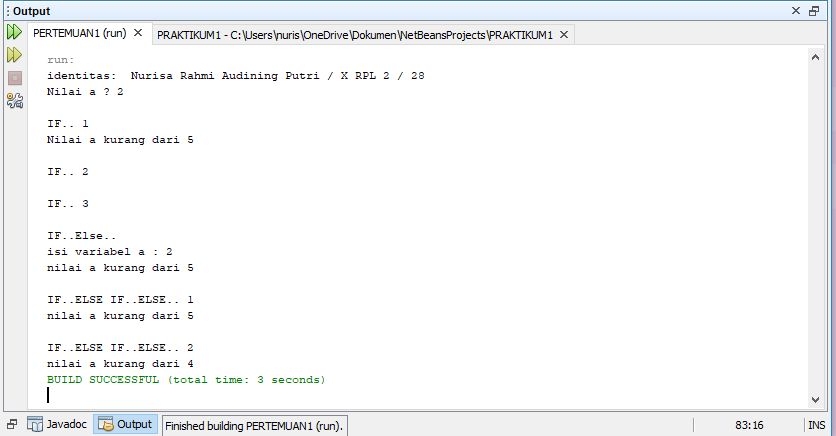 Output
PERTEMUAN1 (run)
PRAKTIKUM1 - C:\Users\nuris\OneDrive\Dokumen\NetBeansProjects\PRAKTIKUM1
run:
identitas:  Nurisa Rahmi Audining Putri / X RPL 2 / 28
Nilai a ? 2
IF.. 1
Nilai a kurang dari 5
IF.. 2
IF.. 3
IF..Else..
isi variabel a : 2
nilai a kurang dari 5
IF..ELSE IF..ELSE.. 1
nilai a kurang dari 5
IF..ELSE IF..ELSE.. 2
nilai a kurang dari 4
BUILD SUCCESSFUL (total time: 3 seconds)
Javadoc
Output
Finished building PERTEMUAN1 (run).
83:16
INS